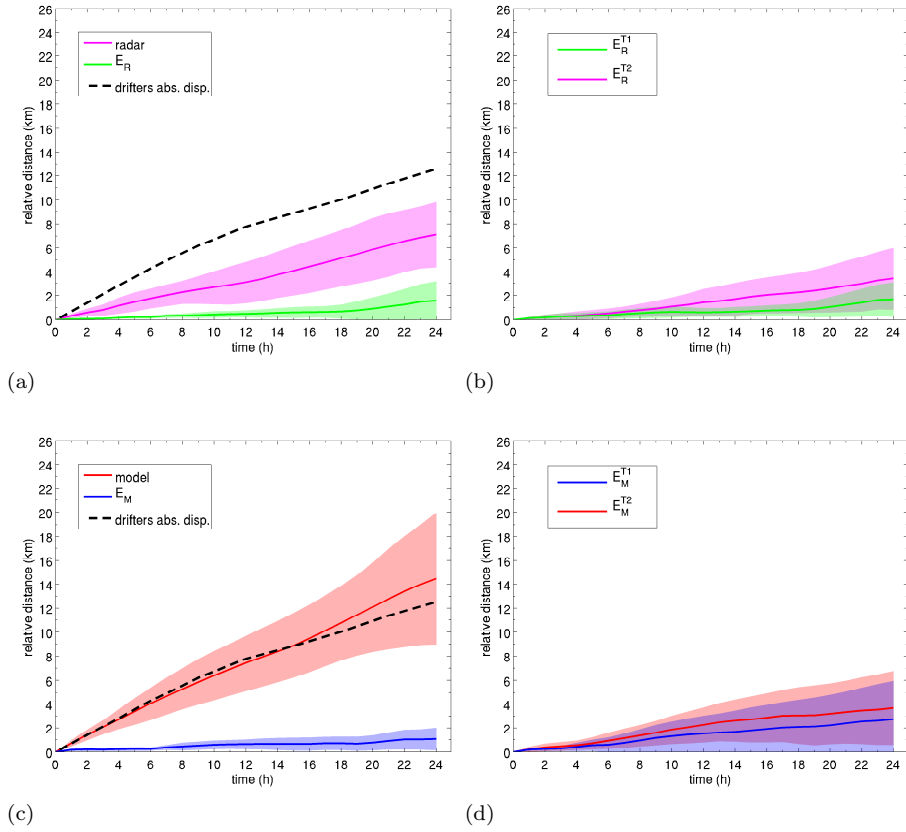 26
24
22
20
18
16
14
12
10
8
6
4
2
0
relative distance (km)
radar
E_R
drifters abs. disp.
0 2 4 6 8 10 12 14 16 18 20 22 24
time (h)
(a)
26
24
22
20
18
16
14
12
10
8
6
4
2
0
relative distance (km)
E_R^T1
E_R^T2
0 2 4 6 8 10 12 14 16 18 20 22 24
time (h)
(b)
26
24
22
20
18
16
14
12
10
8
6
4
2
0
relative distance (km)
model
E_M
drifters abs. disp.
0 2 4 6 8 10 12 14 16 18 20 22 24
time (h)
(c)
26
24
22
20
18
16
14
12
10
8
6
4
2
0
relative distance (km)
E_M^T1
E_M^T2
0 2 4 6 8 10 12 14 16 18 20 22 24
time (h)
(d)